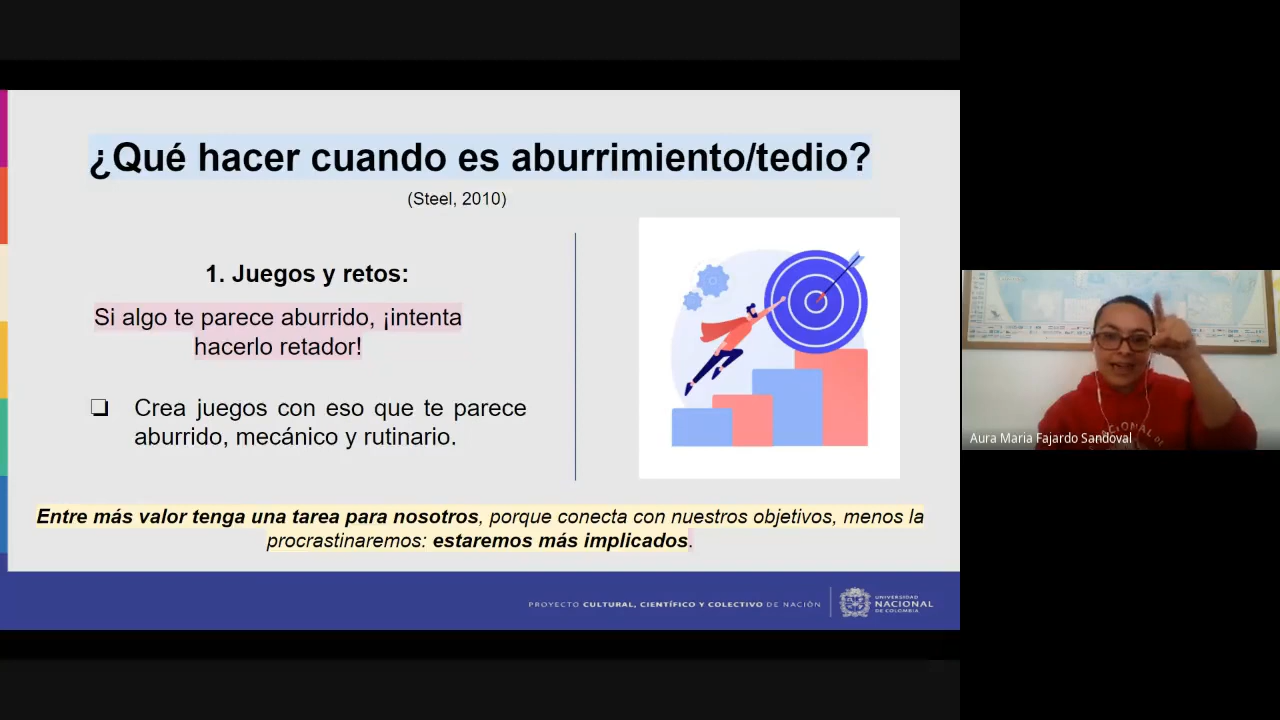 ¿Qué hacer cuando es aburrimiento/tedio?
(Steel, 2010)
1. Juegos y retos:
Si algo te parece aburrido, ¡intenta
hacerlo retador!
❏ Crea juegos con eso que te parece
aburrido, mecánico y rutinario.
Entre más valor tenga una tarea para nosotros, porque conecta con nuestros objetivos, menos la
procrastinaremos: estaremos más implicados.
PROYECTO CULTURAL, CIENTÍFICO Y COLECTIVO DE NACIÓN
UNIVERSIDAD
NACIONAL
DE COLOMBIA
Aura Maria Fajardo Sandoval